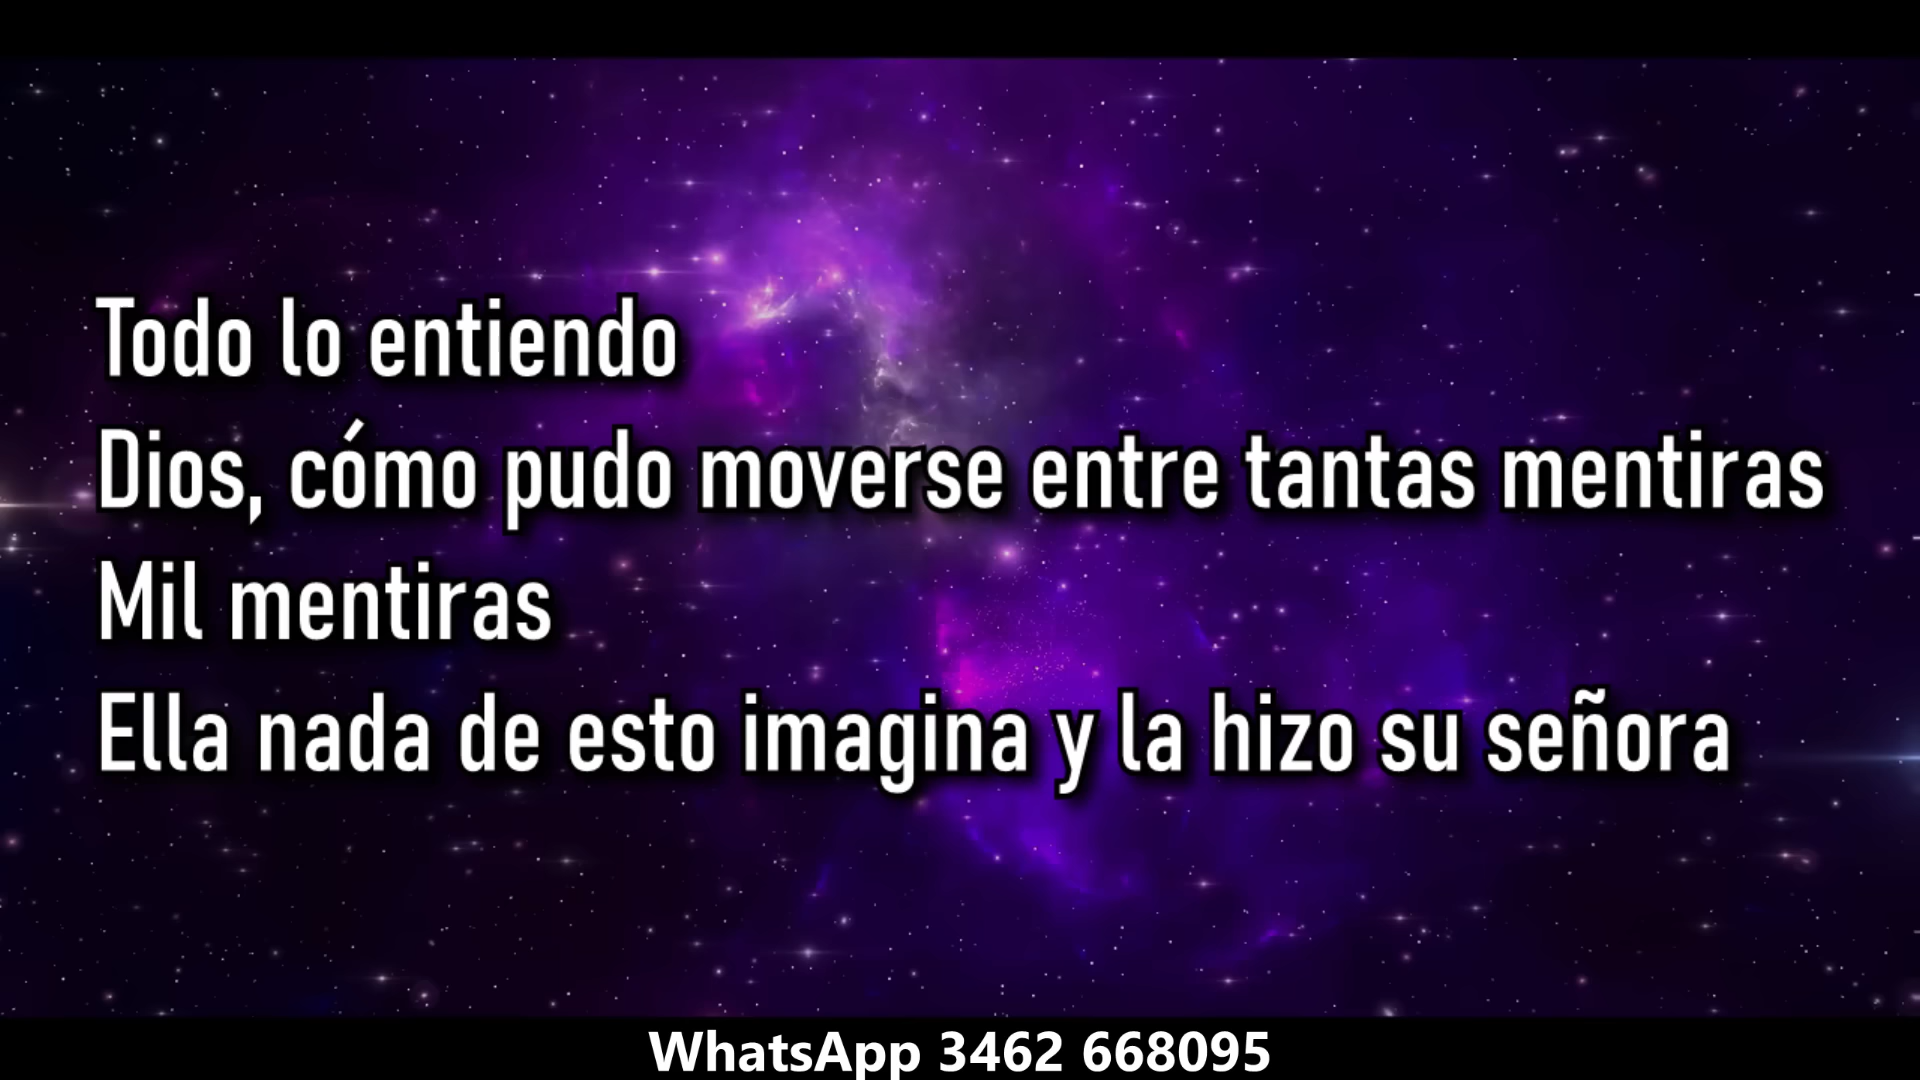 Todo lo entiendo
Dios, cómo pudo moverse entre tantas mentiras
Mil mentiras
Ella nada de esto imagina y la hizo su señora
WhatsApp 3462 668095